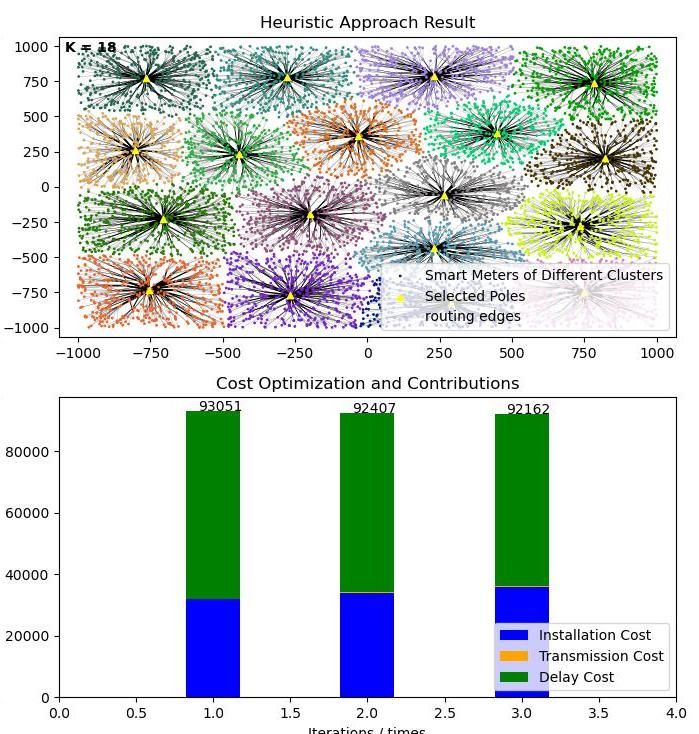 Heuristic Approach Result
K = 18
1000
750
500
250
0
−250
−500
−750
−1000
Smart Meters of Different Clusters
Selected Poles
routing edges
−1000 −750 −500 −250 0 250 500 750 1000
Cost Optimization and Contributions
93051 92407 92162
80000
60000
40000
20000
0
Installation Cost
Transmission Cost
Delay Cost
0.0 0.5 1.0 1.5 2.0 2.5 3.0 3.5 4.0
Iterations / times